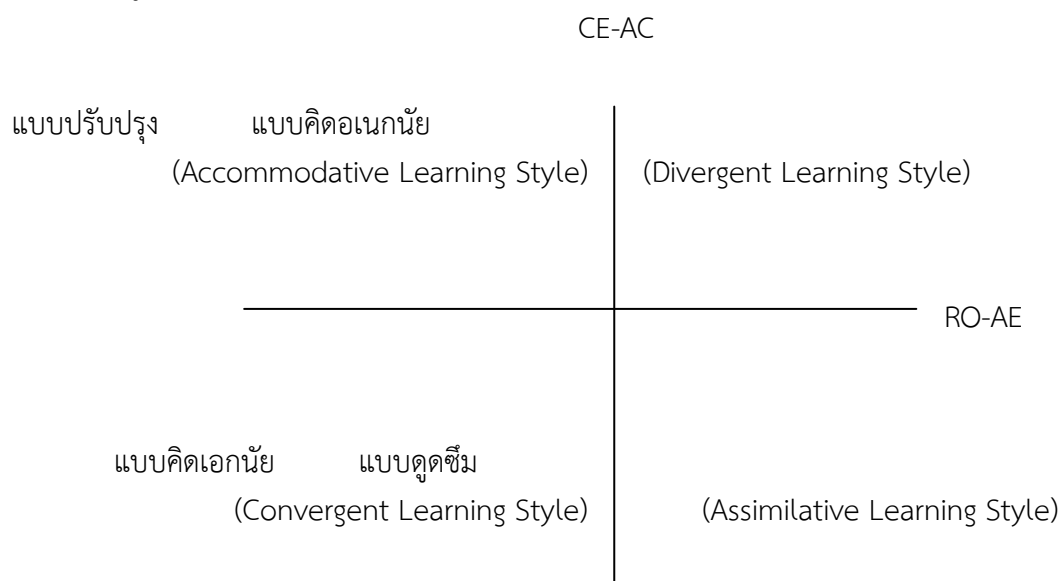 CE-AC
แบบปรับปรุง แบบคิดอเนกนัย
(Accommodative Learning Style) (Divergent Learning Style)
RO-AE
แบบคิดเอกนัย แบบดูดซึม
(Convergent Learning Style) (Assimilative Learning Style)